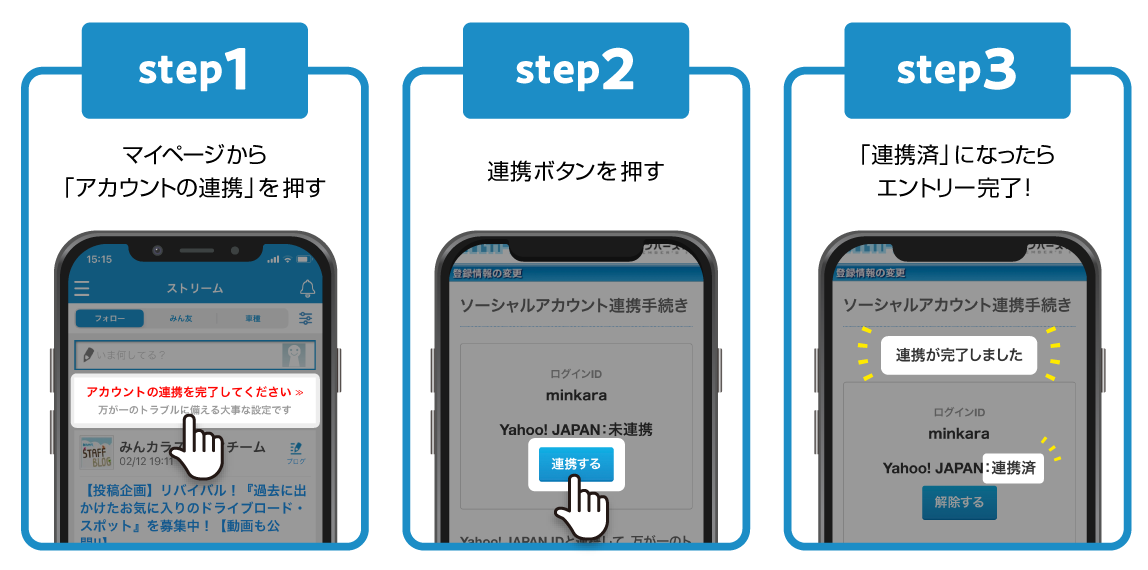 step1
マイページから
「アカウントの連携」を押す
15:15
ストリーム
フォロー
みん友
車種
いま何してる？
アカウントの連携を完了してください ≫
万が一のトラブルに備える大事な設定です
STAFF
BLOG
みんカラス
チーム
02/12 19:11
ブログ
【投稿企画】リバイバル！『過去に出
かけたお気に入りのドライブロード・
スポット』を募集中！【動画も公
開!!】
step2
連携ボタンを押す
登録情報の変更
ソーシャルアカウント連携手続き
ログインID
minkara
Yahoo! JAPAN：未連携
連携する
Yahoo! JAPAN IDと連
して、万が一のト
step3
「連携済」になったら
エントリー完了！
登録情報の変更
ソーシャルアカウント連携手続き
連携が完了しました
ログインID
minkara
Yahoo! JAPAN：連携済
解除する